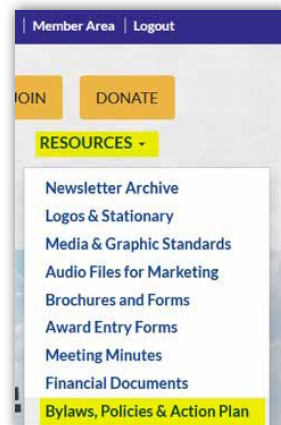 | Member Area | Logout
JOIN DONATE
RESOURCES
Newsletter Archive
Logos & Stationary
Media & Graphic Standards
Audio Files for Marketing
Brochures and Forms
Award Entry Forms
Meeting Minutes
Financial Documents
Bylaws, Policies & Action Plan